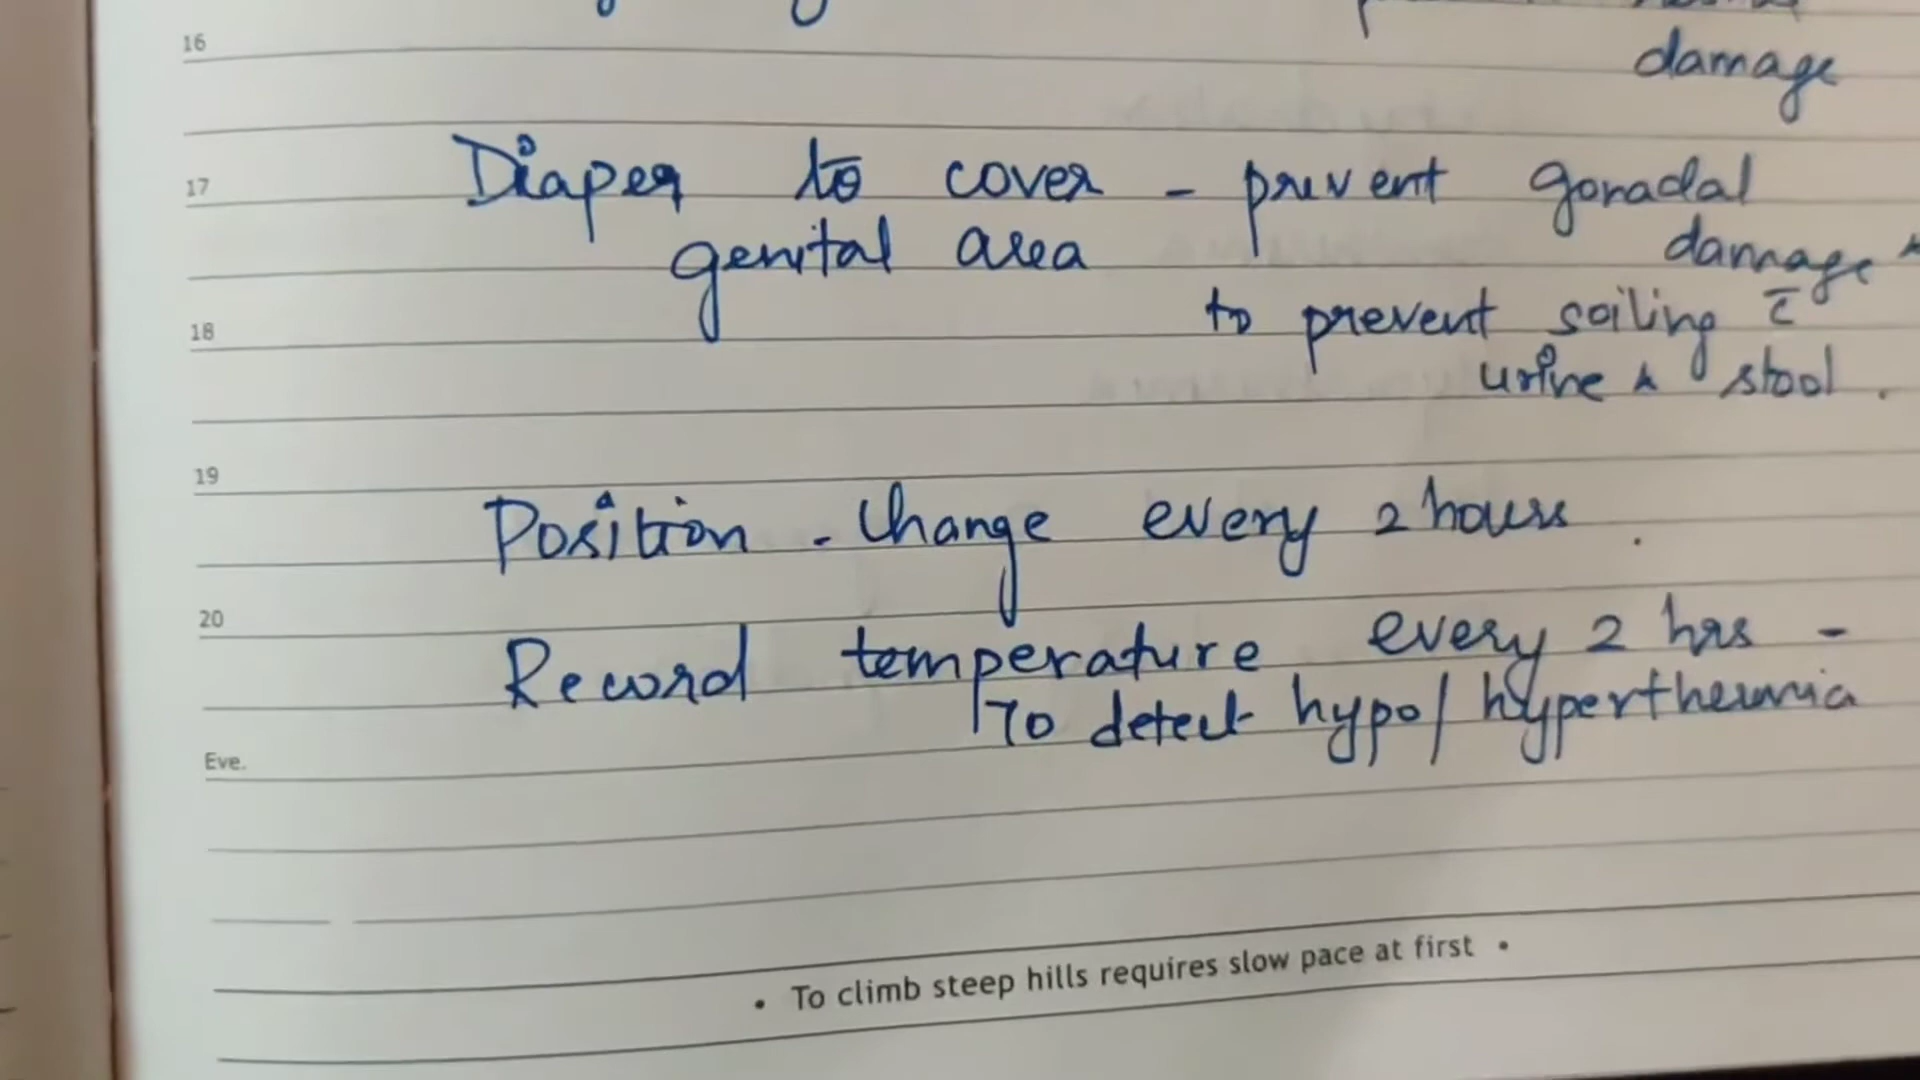 16
damage
17 Diaper to cover - prevent gonadal
genital area damage &
18 to prevent soiling c̅
urine & stool.
19
Position - Change every 2 hours.
20
Record temperature every 2 hrs -
To detect hypo/ hyperthermia
Eve.
• To climb steep hills requires slow pace at first •